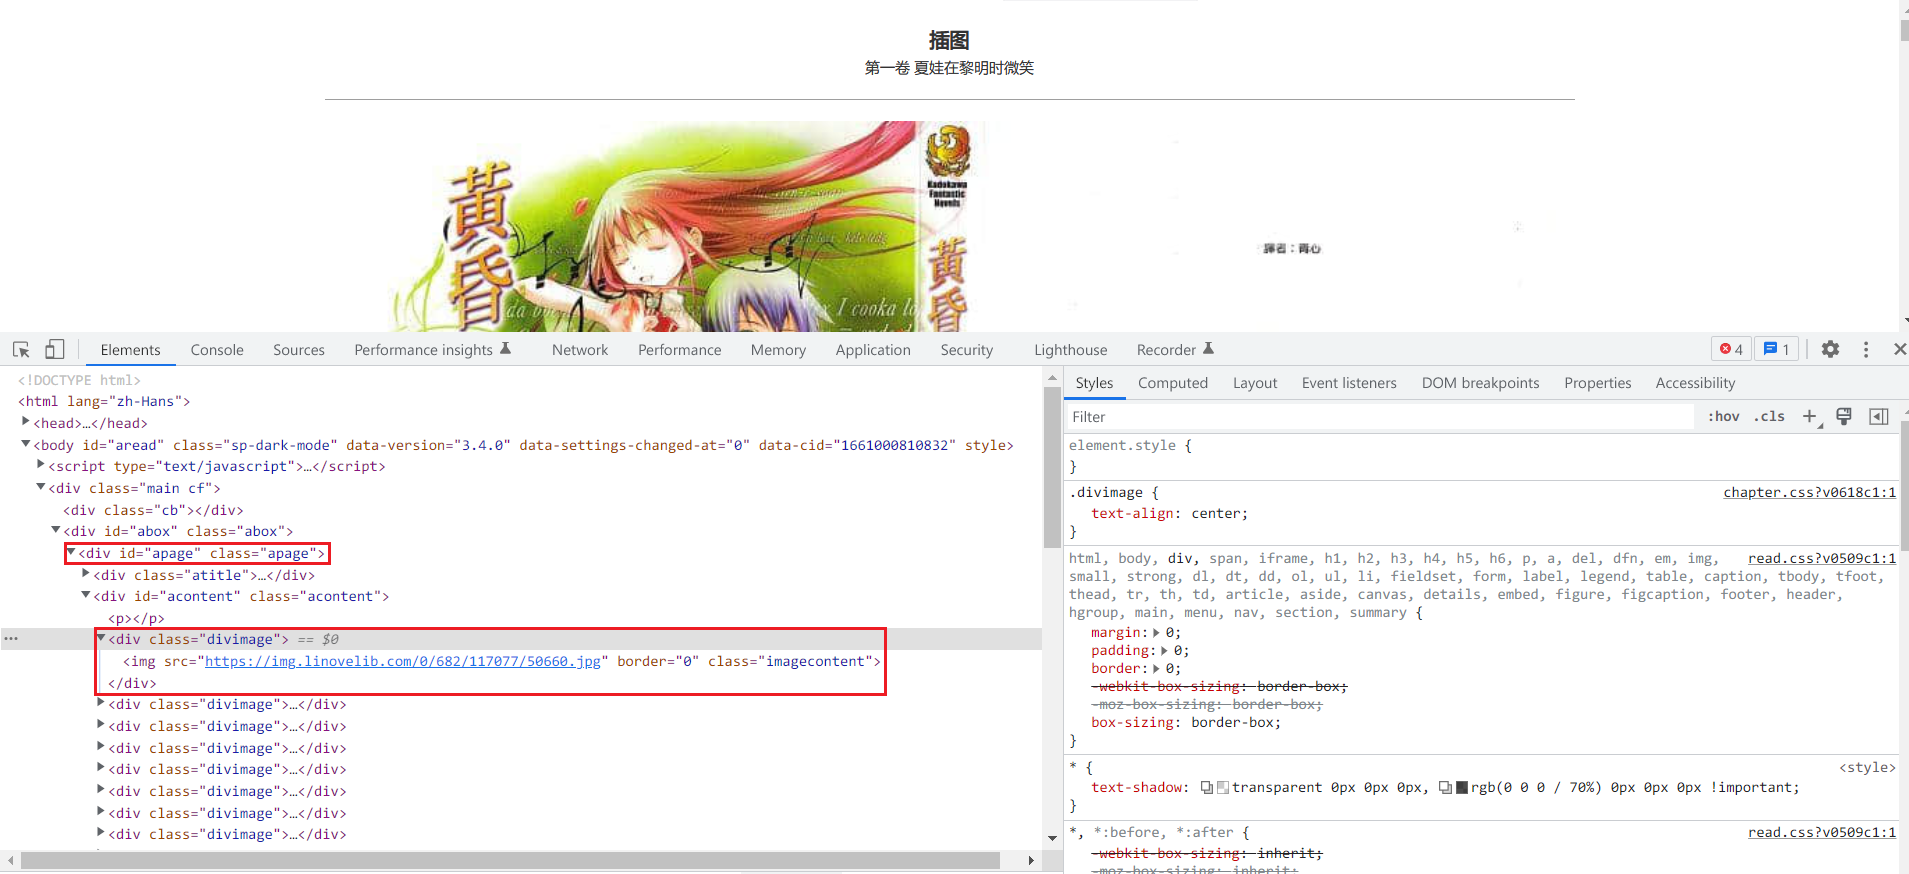 插图
第一卷 夏娃在黎明时微笑
黃昏
Kadokawa
Fantastic
Novels
黃昏
譯者：青心
Elements Console Sources Performance insights Network Performance Memory Application Security Lighthouse Recorder 4 1
<!DOCTYPE html>
<html lang="zh-Hans">
<head>…</head>
<body id="aread" class="sp-dark-mode" data-version="3.4.0" data-settings-changed-at="0" data-cid="1661000810832" style>
<script type="text/javascript">…</script>
<div class="main cf">
<div class="cb"></div>
<div id="abox" class="abox">
<div id="apage" class="apage">
<div class="atitle">…</div>
<div id="acontent" class="acontent">
<p></p>
<div class="divimage"> == $0
<img src="https://img.linovelib.com/0/682/117077/50660.jpg" border="0" class="imagecontent">
</div>
<div class="divimage">…</div>
<div class="divimage">…</div>
<div class="divimage">…</div>
<div class="divimage">…</div>
<div class="divimage">…</div>
<div class="divimage">…</div>
<div class="divimage">…</div>
Styles Computed Layout Event listeners DOM breakpoints Properties Accessibility
Filter :hov .cls
element.style {
}
.divimage { chapter.css?v0618c1:1
text-align: center;
}
html, body, div, span, iframe, h1, h2, h3, h4, h5, h6, p, a, del, dfn, em, img, read.css?v0509c1:1
small, strong, dl, dt, dd, ol, ul, li, fieldset, form, label, legend, table, caption, tbody, tfoot,
thead, tr, th, td, article, aside, canvas, details, embed, figure, figcaption, footer, header,
hgroup, main, menu, nav, section, summary {
margin: 0;
padding: 0;
border: 0;
-webkit-box-sizing: border-box;
-moz-box-sizing: border-box;
box-sizing: border-box;
}
* { <style>
text-shadow: transparent 0px 0px 0px, rgb(0 0 0 / 70%) 0px 0px 0px !important;
}
*, *:before, *:after { read.css?v0509c1:1
-webkit-box-sizing: inherit;
-moz-box-sizing: inherit;